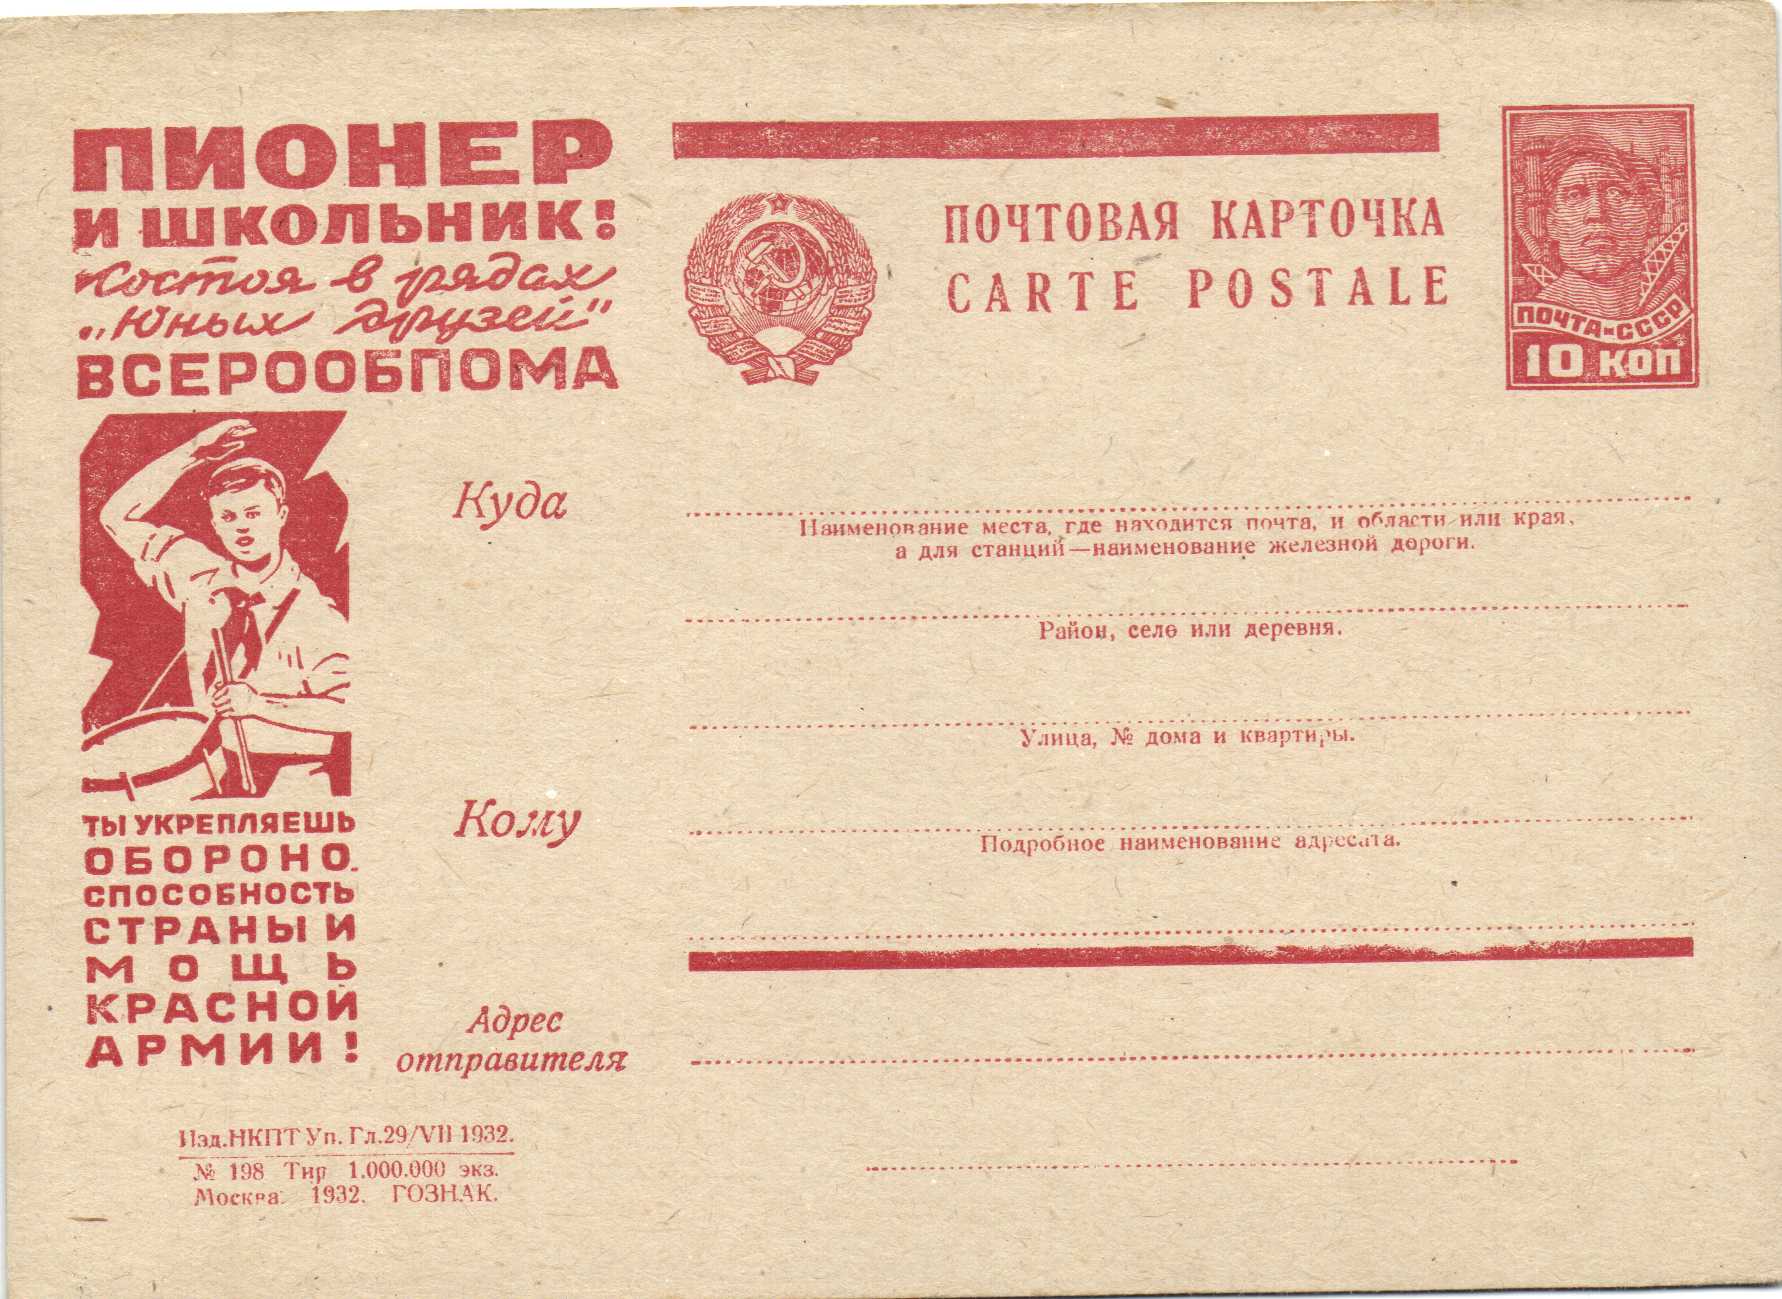 ПИОНЕР
И ШКОЛЬНИК!
Состоя в рядах
„Юных друзей"
ВСЕРООБПОМА
ТЫ УКРЕПЛЯЕШЬ
ОБОРОНО-
СПОСОБНОСТЬ
СТРАНЫ И
МОЩЬ
КРАСНОЙ
АРМИИ!
Изд. НКПТ Уп. Гл. 29/VII 1932.
№ 198 Тир 1.000.000 экз.
Москва. 1932. ГОЗНАК.
ПОЧТОВАЯ КАРТОЧКА
CARTE POSTALE
ПОЧТА-СССР
10 КОП
Куда
Наименование места, где находится почта, и области или края,
а для станций—наименование железной дороги.
Район, село или деревня.
Улица, № дома и квартиры.
Кому
Подробное наименование адресата.
Адрес
отправителя